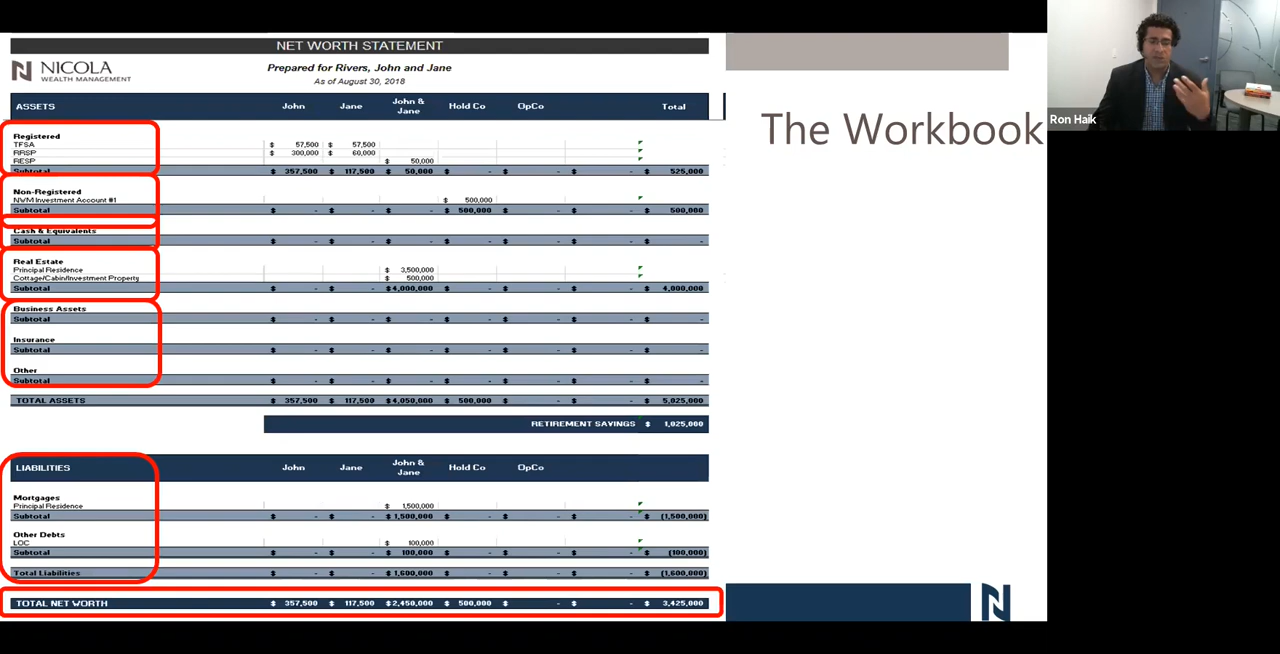 NET WORTH STATEMENT
NICOLA
WEALTH MANAGEMENT
Prepared for Rivers, John and Jane
As of August 30, 2018
ASSETS John Jane John & Jane Hold Co OpCo Total
Registered
TFSA $ 57,500 $ 57,500
RRSP $ 300,000 $ 60,000
RESP $ 50,000
Subtotal $ 357,500 $ 117,500 $ 50,000 $ - $ - $ - $ 525,000
Non-Registered
NWM Investment Account #1 $ 500,000
Subtotal $ - $ - $ - $ 500,000 $ - $ - $ 500,000
Cash & Equivalents
Subtotal $ - $ - $ - $ - $ - $ - $ -
Real Estate
Principal Residence $ 3,500,000
Cottage/Cabin/Investment Property $ 500,000
Subtotal $ - $ - $4,000,000 $ - $ - $ - $ 4,000,000
Business Assets
Subtotal $ - $ - $ - $ - $ - $ - $ -
Insurance
Subtotal $ - $ - $ - $ - $ - $ - $ -
Other
Subtotal $ - $ - $ - $ - $ - $ - $ -
TOTAL ASSETS $ 357,500 $ 117,500 $4,050,000 $ 500,000 $ - $ - $ 5,025,000
RETIREMENT SAVINGS $ 1,025,000
LIABILITIES John Jane John & Jane Hold Co OpCo
Mortgages
Principal Residence $ 1,500,000
Subtotal $ - $ - $ 1,500,000 $ - $ - $ - $ (1,500,000)
Other Debts
LOC $ 100,000
Subtotal $ - $ - $ 100,000 $ - $ - $ - $ (100,000)
Total Liabilities $ - $ - $ 1,600,000 $ - $ - $ - $ (1,600,000)
TOTAL NET WORTH $ 357,500 $ 117,500 $2,450,000 $ 500,000 $ - $ - $ 3,425,000
The Workbook
Ron Haik